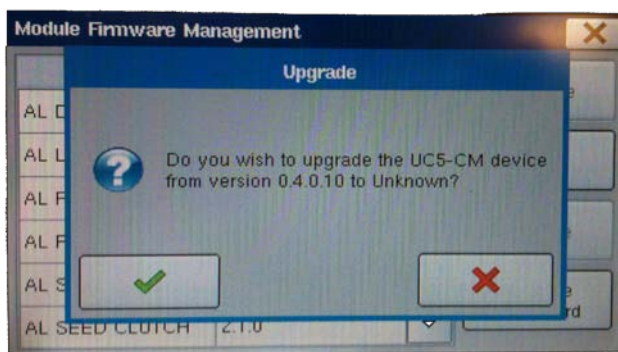 Module Firmware Management
Upgrade
AL
AL L
AL F
AL F
AL S
Do you wish to upgrade the UC5-CM device
from version 0.4.0.10 to Unknown?
AL SEED CLUTCH 2.1.0